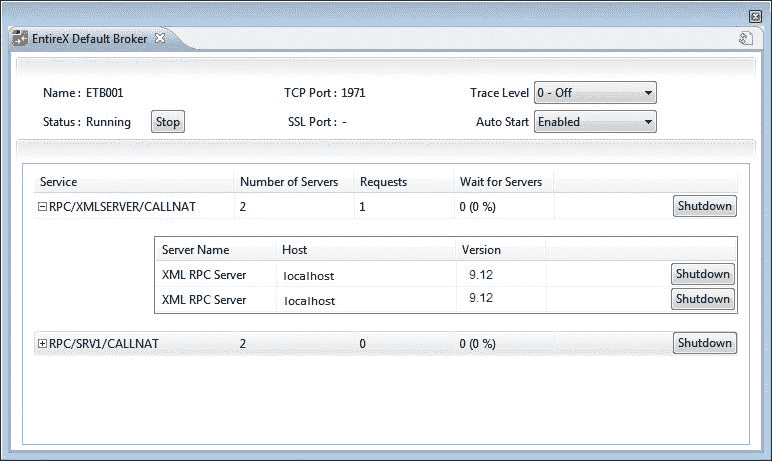 EntireX Default Broker
Name : ETB001 TCP Port : 1971 Trace Level 0 - Off
Status : Running Stop SSL Port : - Auto Start Enabled
Service Number of Servers Requests Wait for Servers
RPC/XMLSERVER/CALLNAT 2 1 0 (0 %) Shutdown
Server Name Host Version
XML RPC Server localhost 9.12 Shutdown
XML RPC Server localhost 9.12 Shutdown
RPC/SRV1/CALLNAT 2 0 0 (0 %) Shutdown